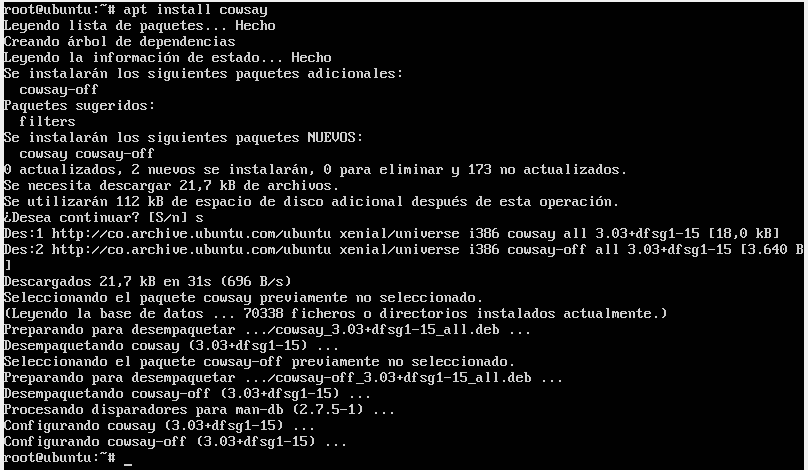 root@ubuntu:~# apt install cowsay
Leyendo lista de paquetes... Hecho
Creando árbol de dependencias
Leyendo la información de estado... Hecho
Se instalarán los siguientes paquetes adicionales:
  cowsay-off
Paquetes sugeridos:
  filters
Se instalarán los siguientes paquetes NUEVOS:
  cowsay cowsay-off
0 actualizados, 2 nuevos se instalarán, 0 para eliminar y 173 no actualizados.
Se necesita descargar 21,7 kB de archivos.
Se utilizarán 112 kB de espacio de disco adicional después de esta operación.
¿Desea continuar? [S/n] s
Des:1 http://co.archive.ubuntu.com/ubuntu xenial/universe i386 cowsay all 3.03+dfsg1-15 [18,0 kB]
Des:2 http://co.archive.ubuntu.com/ubuntu xenial/universe i386 cowsay-off all 3.03+dfsg1-15 [3.640 B
]
Descargados 21,7 kB en 31s (696 B/s)
Seleccionando el paquete cowsay previamente no seleccionado.
(Leyendo la base de datos ... 70338 ficheros o directorios instalados actualmente.)
Preparando para desempaquetar .../cowsay_3.03+dfsg1-15_all.deb ...
Desempaquetando cowsay (3.03+dfsg1-15) ...
Seleccionando el paquete cowsay-off previamente no seleccionado.
Preparando para desempaquetar .../cowsay-off_3.03+dfsg1-15_all.deb ...
Desempaquetando cowsay-off (3.03+dfsg1-15) ...
Procesando disparadores para man-db (2.7.5-1) ...
Configurando cowsay (3.03+dfsg1-15) ...
Configurando cowsay-off (3.03+dfsg1-15) ...
root@ubuntu:~# _